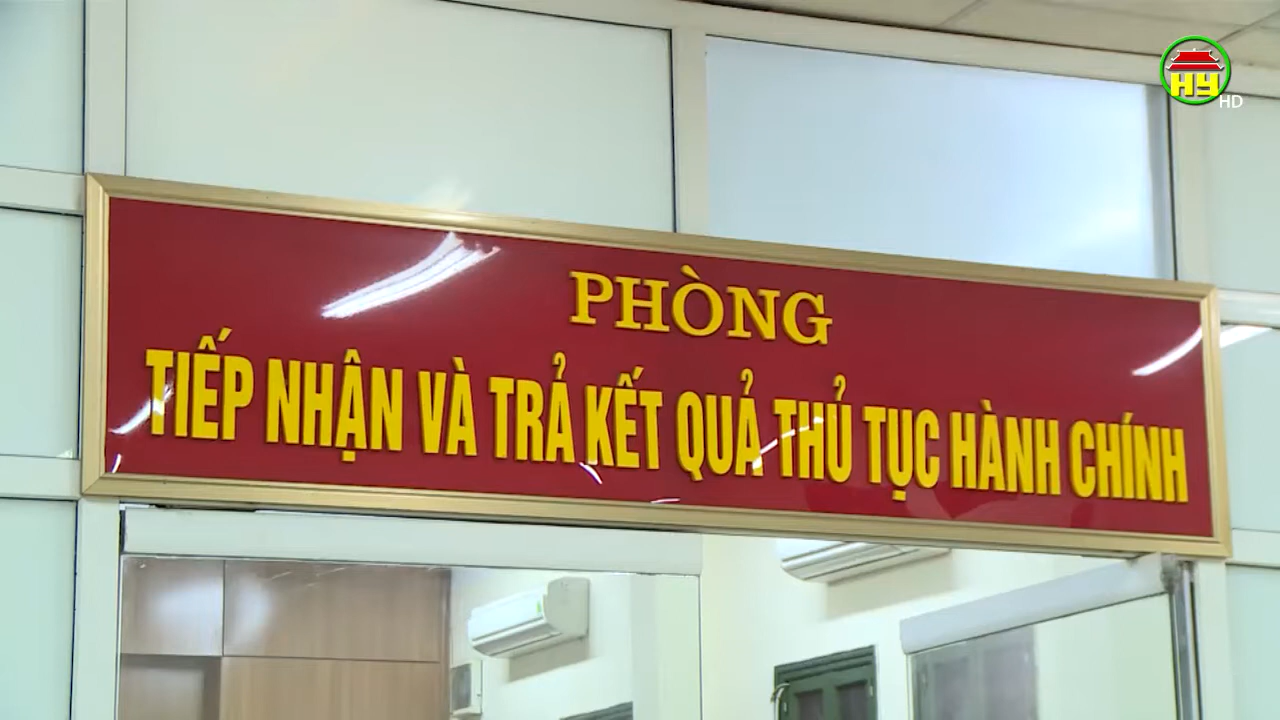 HY
HD
PHÒNG
TIẾP NHẬN VÀ TRẢ KẾT QUẢ THỦ TỤC HÀNH CHÍNH